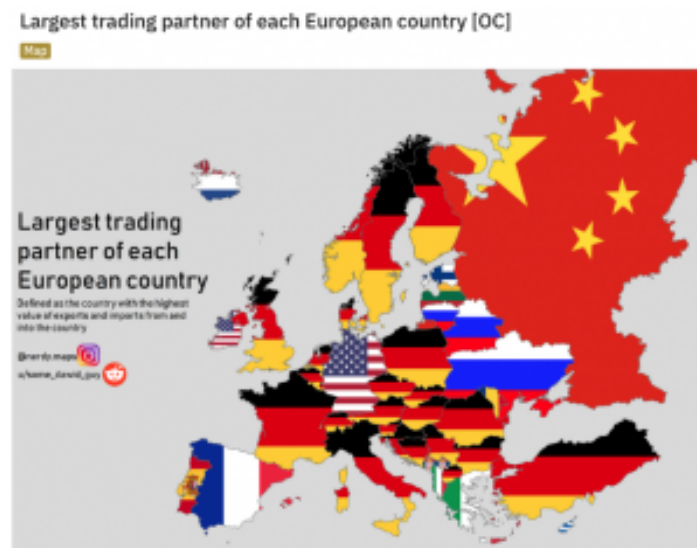 Largest trading partner of each European country [OC]
Map
Largest trading
partner of each
European country
Defined as the country with the highest
value of exports and imports from and
into the country
@nerdy.maps
u/some_dawid_guy